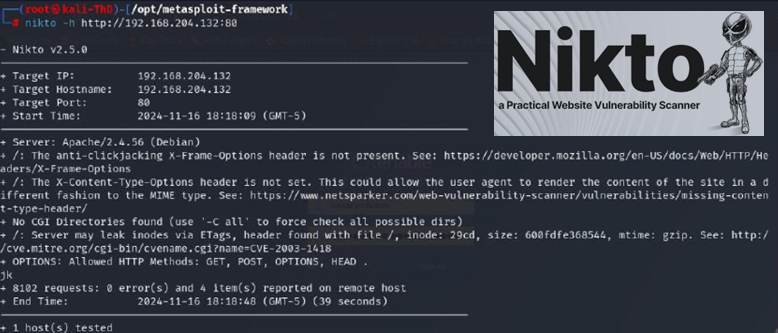 (root㉿kali-ThD)-[/opt/metasploit-framework]
# nikto -h http://192.168.204.132:80
- Nikto v2.5.0
+ Target IP: 192.168.204.132
+ Target Hostname: 192.168.204.132
+ Target Port: 80
+ Start Time: 2024-11-16 18:18:09 (GMT-5)
+ Server: Apache/2.4.56 (Debian)
+ /: The anti-clickjacking X-Frame-Options header is not present. See: https://developer.mozilla.org/en-US/docs/Web/HTTP/He
aders/X-Frame-Options
+ /: The X-Content-Type-Options header is not set. This could allow the user agent to render the content of the site in a d
ifferent fashion to the MIME type. See: https://www.netsparker.com/web-vulnerability-scanner/vulnerabilities/missing-conten
t-type-header/
+ No CGI Directories found (use '-C all' to force check all possible dirs)
+ /: Server may leak inodes via ETags, header found with file /, inode: 29cd, size: 600fdfe368544, mtime: gzip. See: http:/
/cve.mitre.org/cgi-bin/cvename.cgi?name=CVE-2003-1418
+ OPTIONS: Allowed HTTP Methods: GET, POST, OPTIONS, HEAD .
jk
+ 8102 requests: 0 error(s) and 4 item(s) reported on remote host
+ End Time: 2024-11-16 18:18:48 (GMT-5) (39 seconds)
+ 1 host(s) tested
Nikto
a Practical Website Vulnerability Scanner